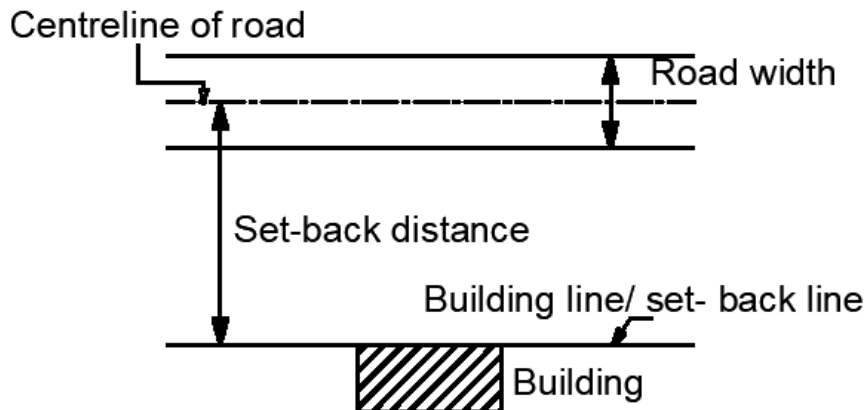 Centreline of road
Road width
Set-back distance
Building line/ set- back line
Building